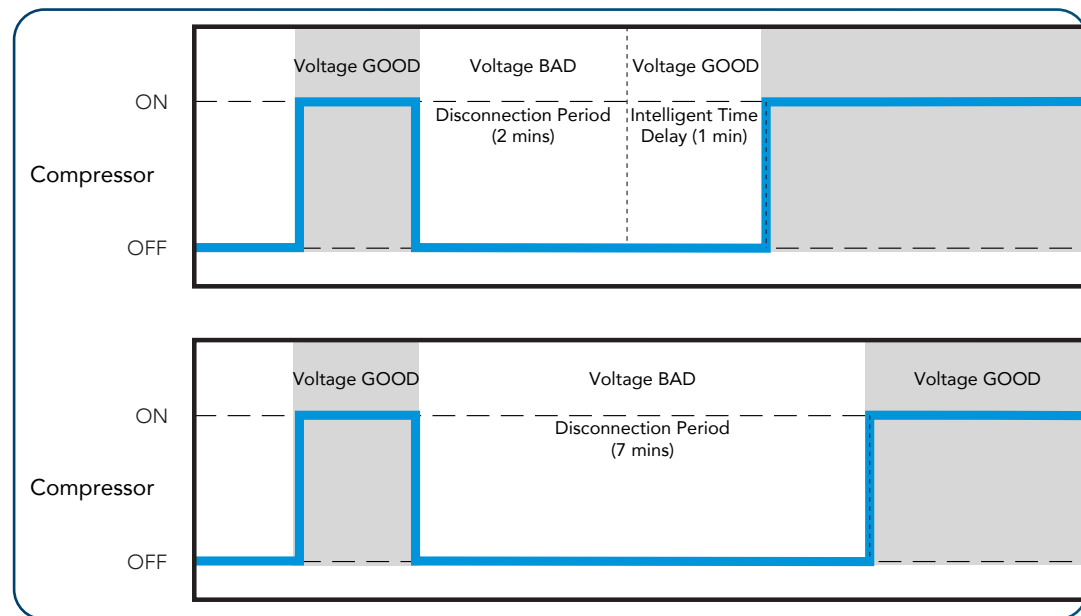 Voltage GOOD
Voltage BAD
Voltage GOOD
ON
Disconnection Period
(2 mins)
Intelligent Time
Delay (1 min)
Compressor
OFF
Voltage GOOD
Voltage BAD
Voltage GOOD
ON
Disconnection Period
(7 mins)
Compressor
OFF